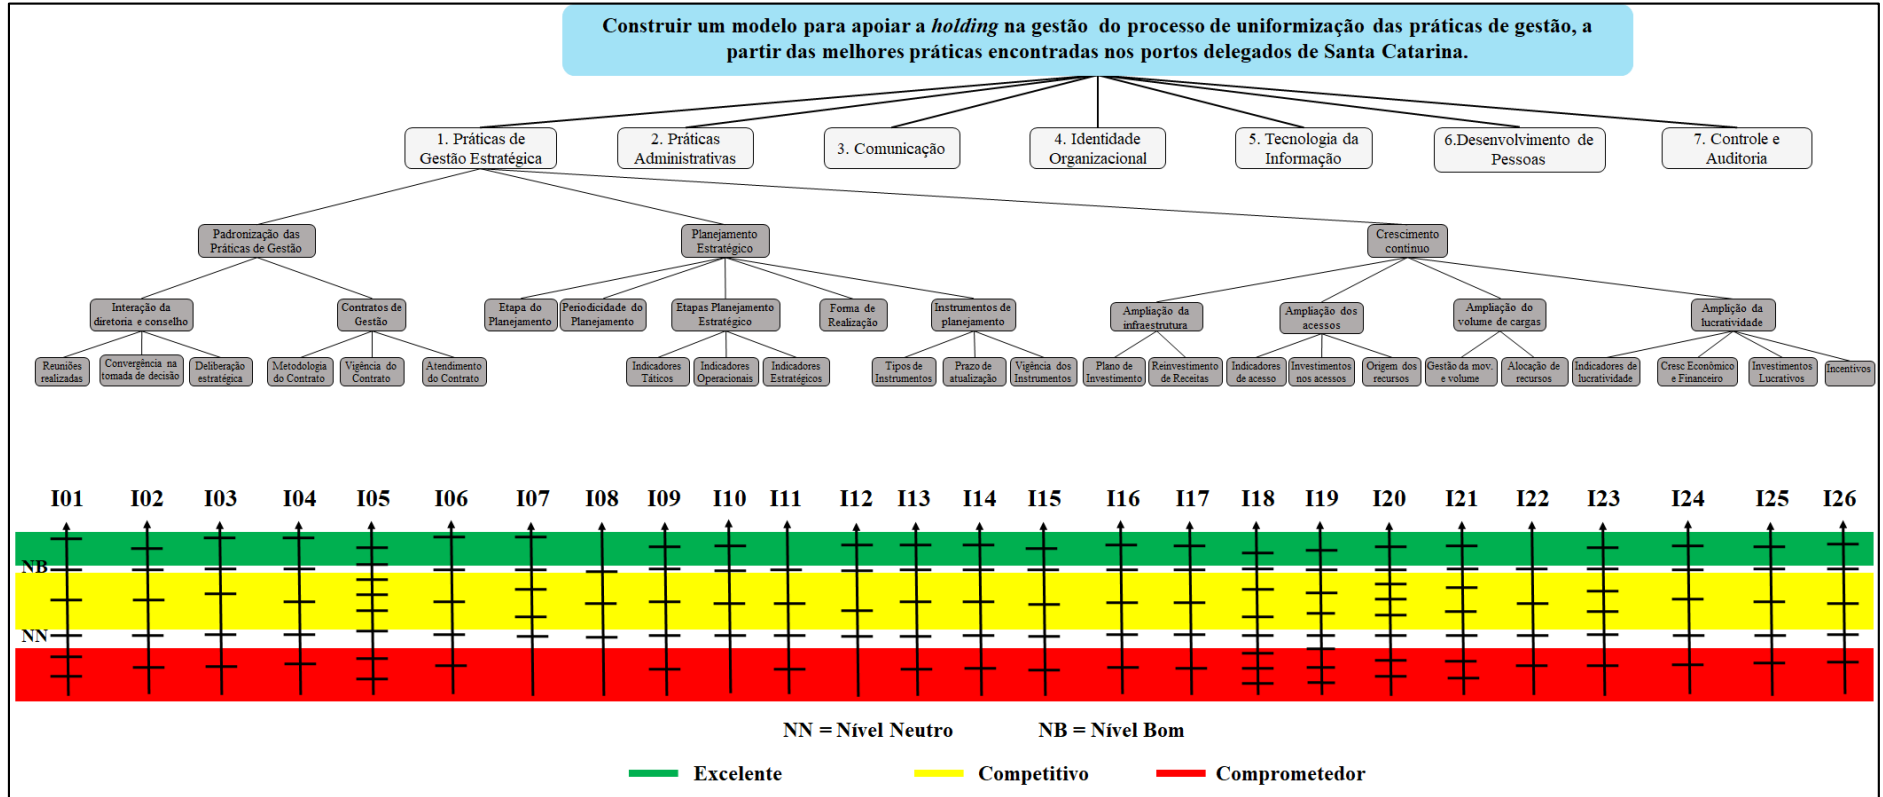 Construir um modelo para apoiar a holding na gestão do processo de uniformização das práticas de gestão, a
partir das melhores práticas encontradas nos portos delegados de Santa Catarina.
1. Práticas de
Gestão Estratégica
2. Práticas
Administrativas
3. Comunicação
4. Identidade
Organizacional
5. Tecnologia da
Informação
6.Desenvolvimento de
Pessoas
7. Controle e
Auditoria
Padronização das
Práticas de Gestão
Planejamento
Estratégico
Crescimento
contínuo
Interação da
diretoria e conselho
Contratos de
Gestão
Etapa do
Planejamento
Periodicidade do
Planejamento
Etapas Planejamento
Estratégico
Forma de
Realização
Instrumentos de
planejamento
Ampliação da
infraestrutura
Ampliação dos
acessos
Ampliação do
volume de cargas
Amplição da
lucratividade
Reuniões
realizadas
Convergência na
tomada de decisão
Deliberação
estratégica
Metodologia
do Contrato
Vigência do
Contrato
Atendimento
do Contrato
Indicadores
Táticos
Indicadores
Operacionais
Indicadores
Estratégicos
Tipos de
Instrumentos
Prazo de
atualização
Vigência dos
Instrumentos
Plano de
Investimento
Reinvestimento
de Receitas
Indicadores
de acesso
Investimentos
nos acessos
Origem dos
recursos
Gestão da mov.
e volume
Alocação de
recursos
Indicadores de
lucratividade
Cresc Econômico
e Financeiro
Investimentos
Lucrativos
Incentivos
I01 I02 I03 I04 I05 I06 I07 I08 I09 I10 I11 I12 I13 I14 I15 I16 I17 I18 I19 I20 I21 I22 I23 I24 I25 I26
NB
NN
NN = Nível Neutro NB = Nível Bom
Excelente Competitivo Comprometedor